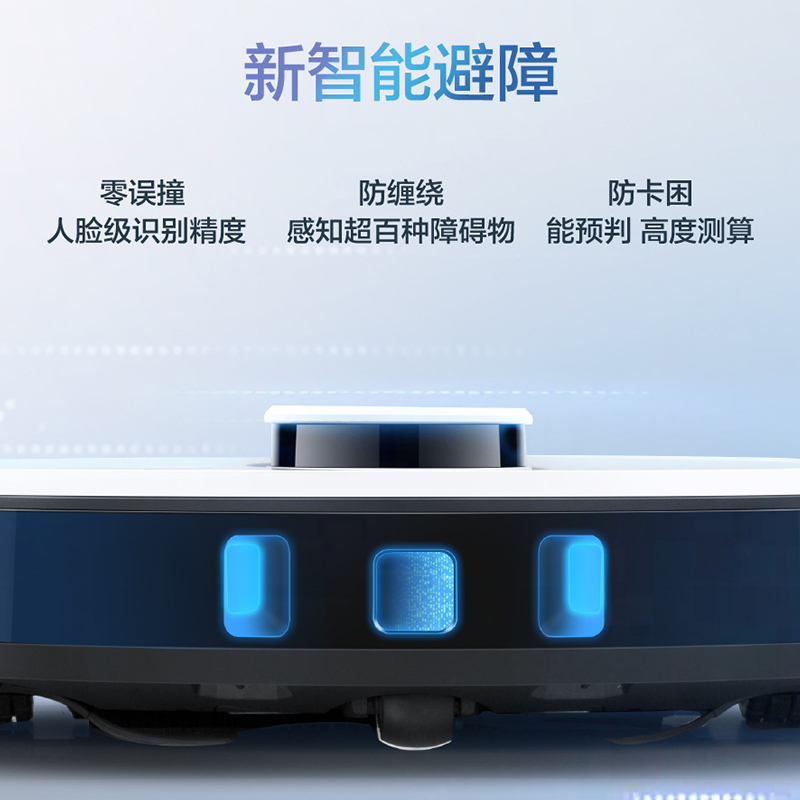 新智能避障
零误撞
人脸级识别精度
防缠绕
感知超百种障碍物
防卡困
能预判 高度测算